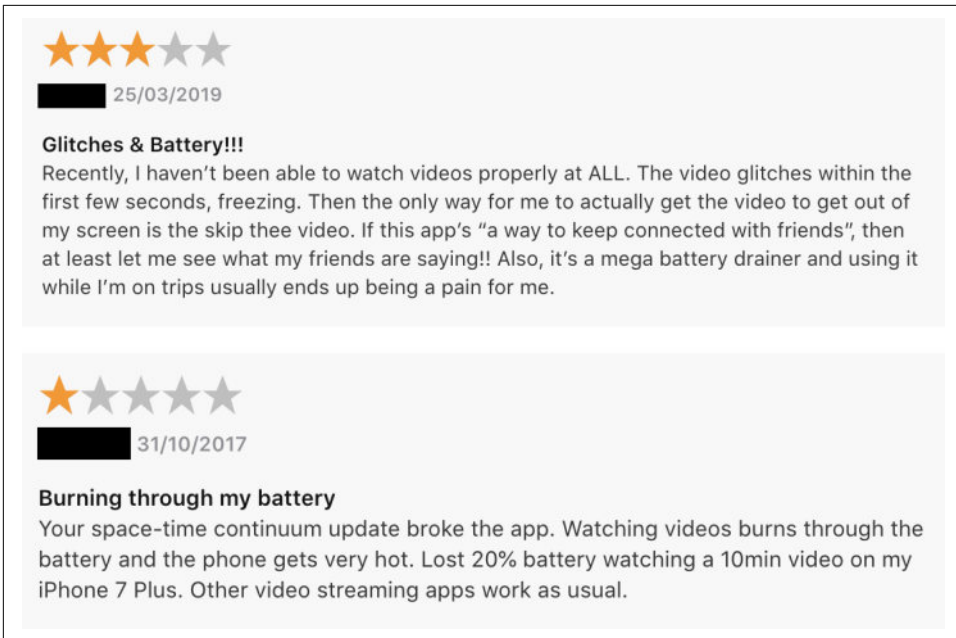 25/03/2019
Glitches & Battery!!!
Recently, I haven’t been able to watch videos properly at ALL. The video glitches within the
first few seconds, freezing. Then the only way for me to actually get the video to get out of
my screen is the skip thee video. If this app’s “a way to keep connected with friends”, then
at least let me see what my friends are saying!! Also, it’s a mega battery drainer and using it
while I’m on trips usually ends up being a pain for me.
31/10/2017
Burning through my battery
Your space-time continuum update broke the app. Watching videos burns through the
battery and the phone gets very hot. Lost 20% battery watching a 10min video on my
iPhone 7 Plus. Other video streaming apps work as usual.